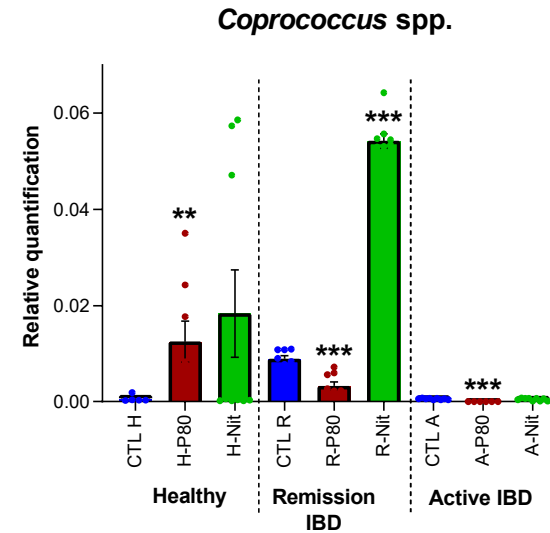 Coprococcus spp.
Relative quantification
0.06
0.04
0.02
0.00
**
***
***
***
CTL H
H-P80
H-Nit
CTL R
R-P80
R-Nit
CTL A
A-P80
A-Nit
Healthy
Remission
IBD
Active IBD